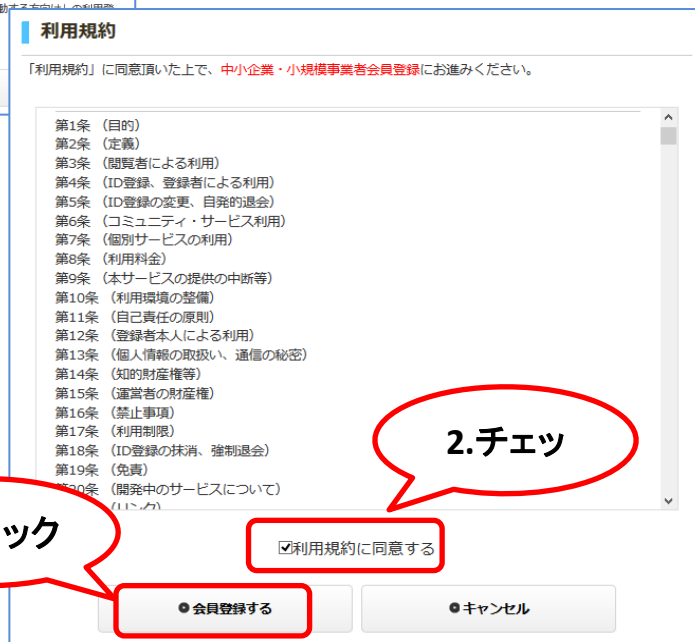 利用規約
「利用規約」に同意頂いた上で、中小企業・小規模事業者会員登録にお進みください。
第1条 （目的）
第2条 （定義）
第3条 （閲覧者による利用）
第4条 （ID登録、登録者による利用）
第5条 （ID登録の変更、自発的退会）
第6条 （コミュニティ・サービス利用）
第7条 （個別サービスの利用）
第8条 （利用料金）
第9条 （本サービスの提供の中断等）
第10条 （利用環境の整備）
第11条 （自己責任の原則）
第12条 （登録者本人による利用）
第13条 （個人情報の取扱い、通信の秘密）
第14条 （知的財産権等）
第15条 （運営者の財産権）
第16条 （禁止事項）
第17条 （利用制限）
第18条 （ID登録の抹消、強制退会）
第19条 （免責）
20条 （開発中のサービスについて）
（リンク）
2.チェッ
ック
利用規約に同意する
会員登録する
キャンセル